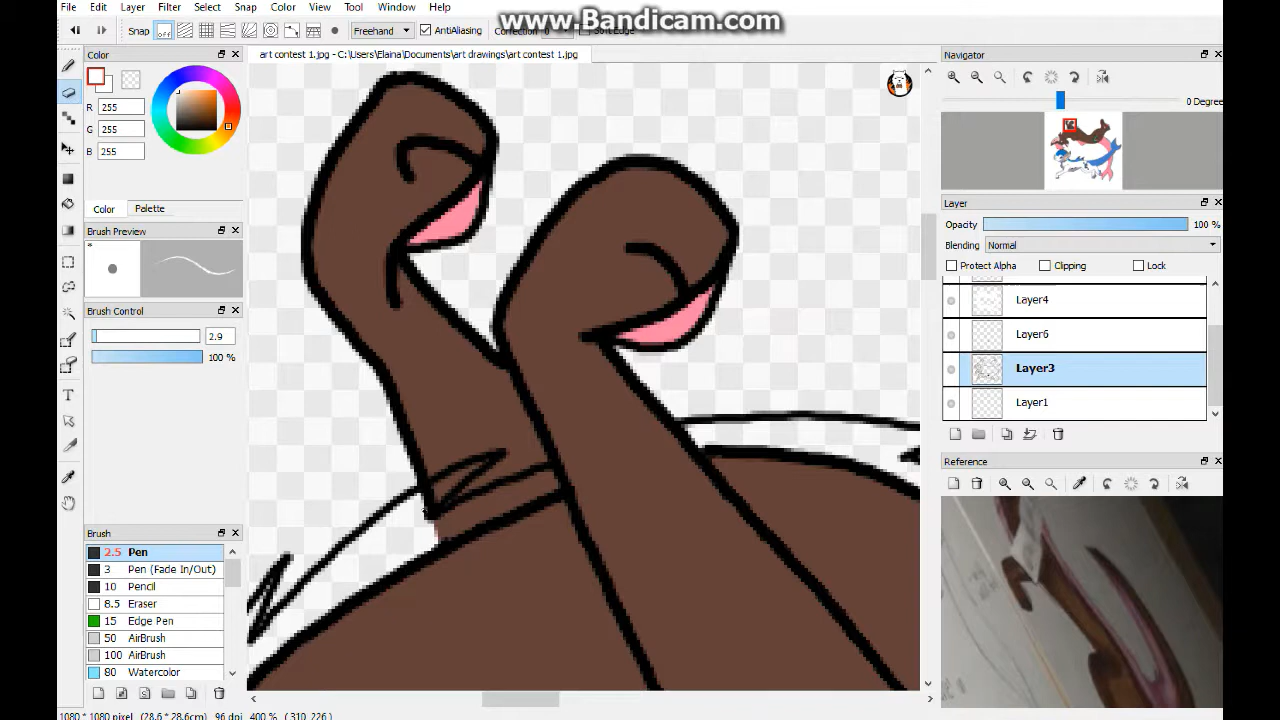 www.Bandicam.com
File Edit Layer Filter Select Snap Color View Tool Window Help
Snap off Freehand AntiAliasing Correction 0 Soft Edge
Color
art contest 1.jpg - C:\Users\Elaina\Documents\art drawings\art contest 1.jpg
Navigator
R 255
G 255
B 255
0 Degree
Color Palette
Layer
Opacity 100 %
Brush Preview
Blending Normal
Protect Alpha Clipping Lock
Layer4
Brush Control
2.9
Layer6
100 %
Layer3
Layer1
Reference
Brush
2.5 Pen
3 Pen (Fade In/Out)
10 Pencil
8.5 Eraser
15 Edge Pen
50 AirBrush
100 AirBrush
80 Watercolor
1080 * 1080 pixel (28.6 * 28.6cm) 96 dpi 400 % ( 310, 226 )